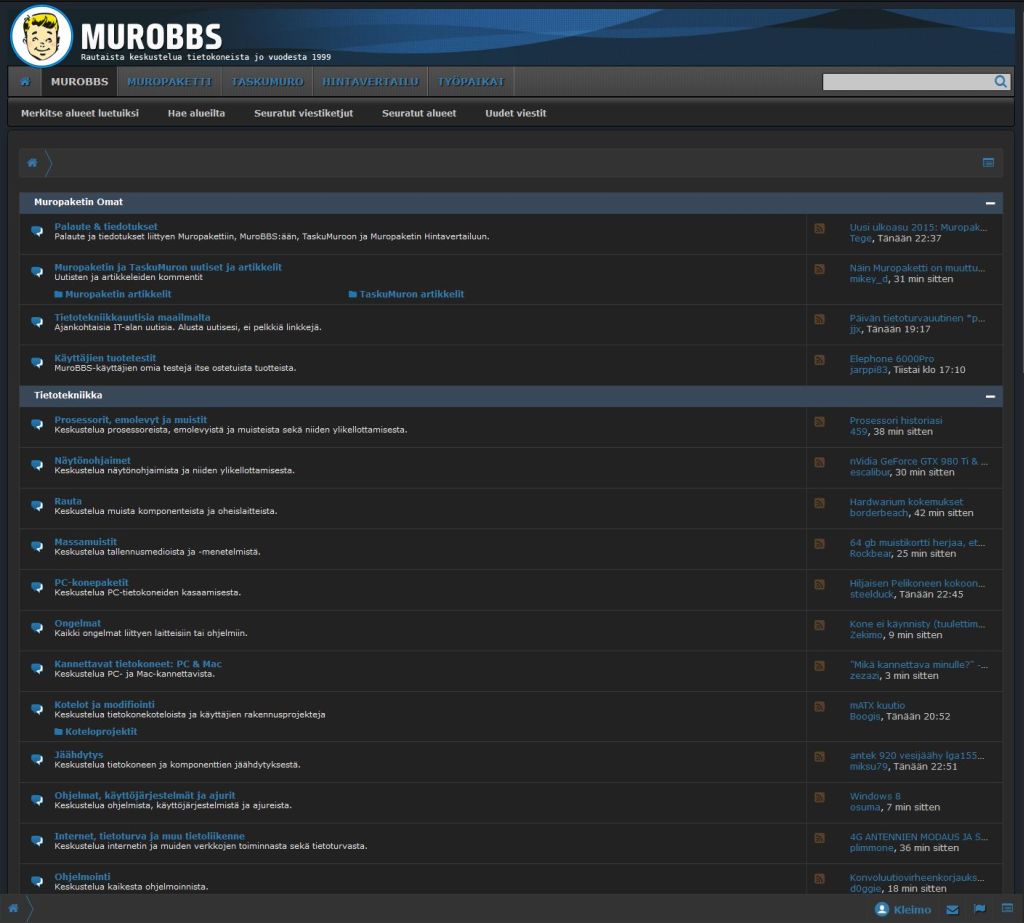 MUROBBS
Rautaista keskustelua tietokoneista jo vuodesta 1999
MUROBBS MUROPAKETTI TASKUMURO HINTAVERTAILU TYÖPAIKAT
Merkitse alueet luetuiksi Hae alueilta Seuratut viestiketjut Seuratut alueet Uudet viestit
Muropaketin Omat
Palaute & tiedotukset
Palaute ja tiedotukset liittyen Muropakettiin, MuroBBS:ään, TaskuMuroon ja Muropaketin Hintavertailuun.
Uusi ulkoasu 2015: Muropak...
Tege, Tänään 22:37
Muropaketin ja TaskuMuron uutiset ja artikkelit
Uutisten ja artikkeleiden kommentit
Muropaketin artikkelit TaskuMuron artikkelit
Näin Muropaketti on muuttu...
mikey_d, 31 min sitten
Tietotekniikkauutisia maailmalta
Ajankohtaisia IT-alan uutisia. Alusta uutisesi, ei pelkkiä linkkejä.
Päivän tietoturvauutinen *p...
jjx, Tänään 19:17
Käyttäjien tuotetestit
MuroBBS-käyttäjien omia testejä itse ostetuista tuotteista.
Elephone 6000Pro
jarppi83, Tiistai klo 17:10
Tietotekniikka
Prosessorit, emolevyt ja muistit
Keskustelua prosessoreista, emolevyistä ja muisteista sekä niiden ylikellottamisesta.
Prosessori historiasi
459, 38 min sitten
Näytönohjaimet
Keskustelua näytönohjaimista ja niiden ylikellottamisesta.
nVidia GeForce GTX 980 Ti & ...
escalibur, 30 min sitten
Rauta
Keskustelua muista komponenteista ja oheislaitteista.
Hardwarium kokemukset
borderbeach, 42 min sitten
Massamuistit
Keskustelua tallennusmedioista ja -menetelmistä.
64 gb muistikortti herjaa, et...
Rockbear, 25 min sitten
PC-konepaketit
Keskustelua PC-tietokoneiden kasaamisesta.
Hiljaisen Pelikoneen kokoon...
steelduck, Tänään 22:45
Ongelmat
Kaikki ongelmat liittyen laitteisiin tai ohjelmiin.
Kone ei käynnisty (tuulettim...
Zekimo, 9 min sitten
Kannettavat tietokoneet: PC & Mac
Keskustelua PC- ja Mac-kannettavista.
"Mikä kannettava minulle?" -...
zezazi, 3 min sitten
Kotelot ja modifiointi
Keskustelua tietokonekoteloista ja käyttäjien rakennusprojekteja
Koteloprojektit
mATX kuutio
Boogis, Tänään 20:52
Jäähdytys
Keskustelua tietokoneen ja komponenttien jäähdytyksestä.
antek 920 vesijäähy lga155...
miksu79, Tänään 22:51
Ohjelmat, käyttöjärjestelmät ja ajurit
Keskustelua ohjelmista, käyttöjärjestelmistä ja ajureista.
Windows 8
osuma, 7 min sitten
Internet, tietoturva ja muu tietoliikenne
Keskustelua internetin ja muiden verkkojen toiminnasta sekä tietoturvasta.
4G ANTENNIEN MODAUS JA S...
plimmone, 36 min sitten
Ohjelmointi
Keskustelua kaikesta ohjelmoinnista.
Konvoluutiovirheenkorjauks...
d0ggie, 18 min sitten
Kleimo